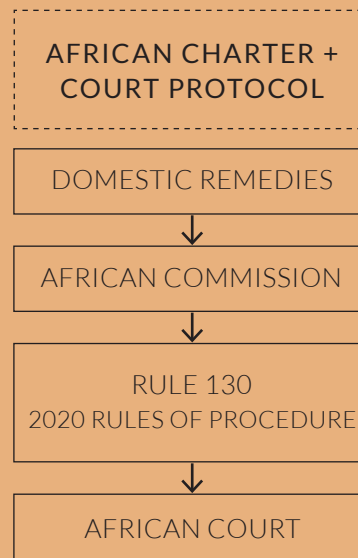 AFRICAN CHARTER +
COURT PROTOCOL
DOMESTIC REMEDIES
AFRICAN COMMISSION
RULE 130
2020 RULES OF PROCEDURE
AFRICAN COURT